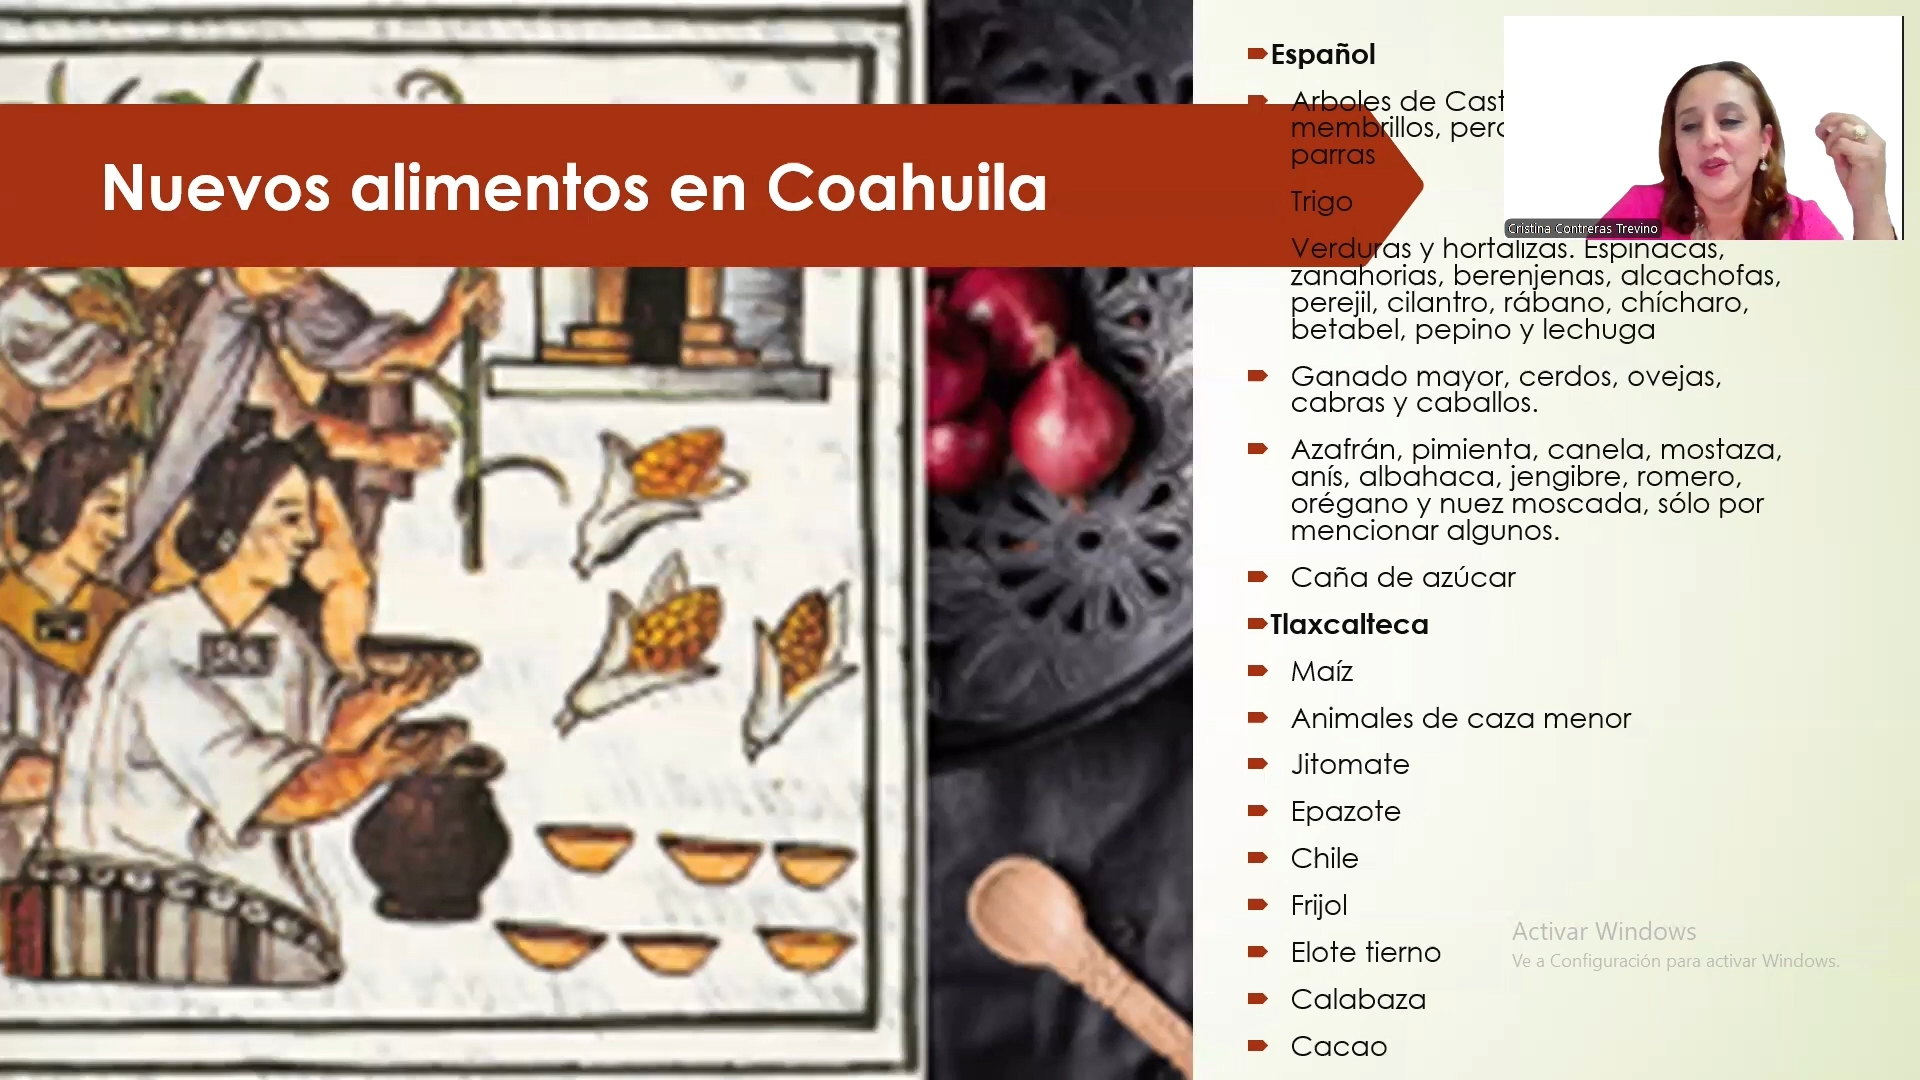 Nuevos alimentos en Coahuila
Español
Arboles de
membrillos,
parras
Trigo
Verduras y hortalizas. Espinacas,
zanahorias, berenjenas, alcachofas,
perejil, cilantro, rábano, chícharo,
betabel, pepino y lechuga
Ganado mayor, cerdos, ovejas,
cabras y caballos.
Azafrán, pimienta, canela, mostaza,
anís, albahaca, jengibre, romero,
orégano y nuez moscada, sólo por
mencionar algunos.
Caña de azúcar
Tlaxcalteca
Maíz
Animales de caza menor
Jitomate
Epazote
Chile
Frijol
Elote tierno
Calabaza
Cacao
Cristina Contreras Trevino
Activar Windows
Ve a Configuración para activar Windows.